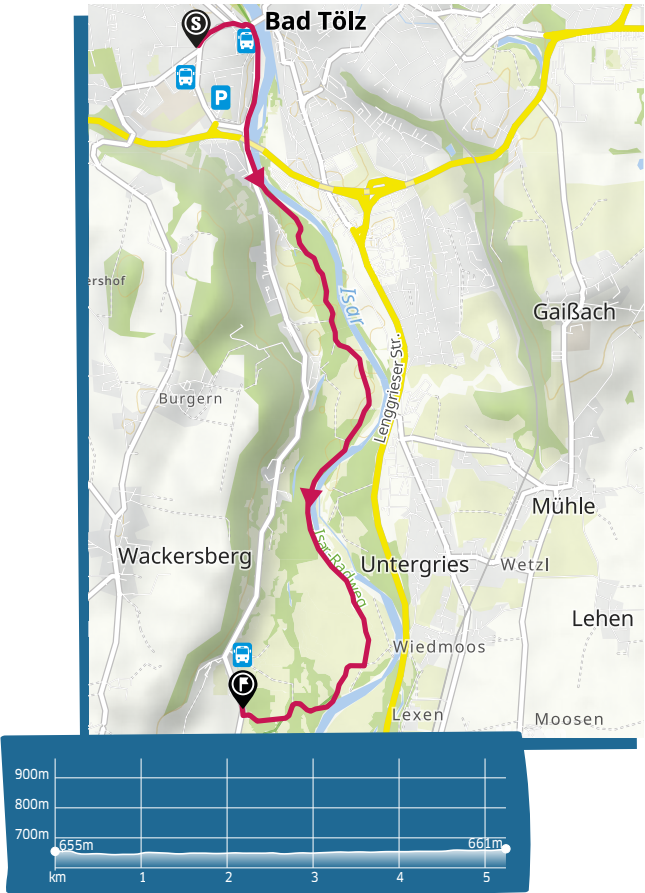 S
Bad Tölz
P
Isar
ershof
Gaißach
Lenggrieser Str.
Burgern
Mühle
Wackersberg
Isar-Radweg
Untergries
Wetzl
Lehen
Wiedmoos
F
Lexen
Moosen
900m
800m
700m
655m
661m
km
1
2
3
4
5